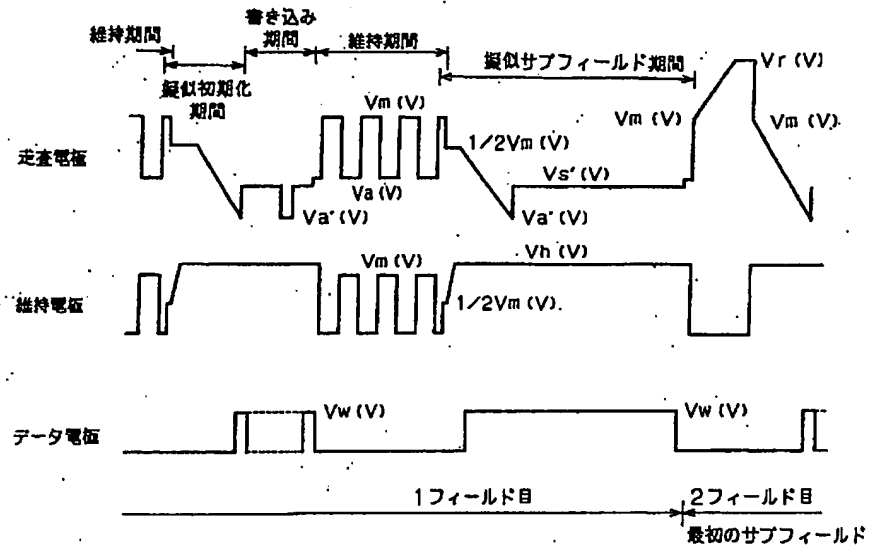 維持期間
書き込み
期間
維持期間
擬似サブフィールド期間
擬似初期化
期間
Vr (V)
Vm (V)
1/2Vm (V)
Vm (V)
Vm (V)
走査電極
Va (V)
Va' (V)
Vs' (V)
Va' (V)
Vm (V)
Vh (V)
維持電極
1/2Vm (V)
Vw (V)
Vw (V)
データ電極
1フィールド目
2フィールド目
最初のサブフィールド